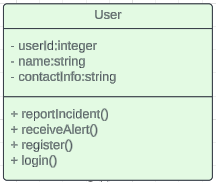 User
- userId:integer
- name:string
- contactInfo:string
+ reportIncident()
+ receiveAlert()
+ register()
+ login()